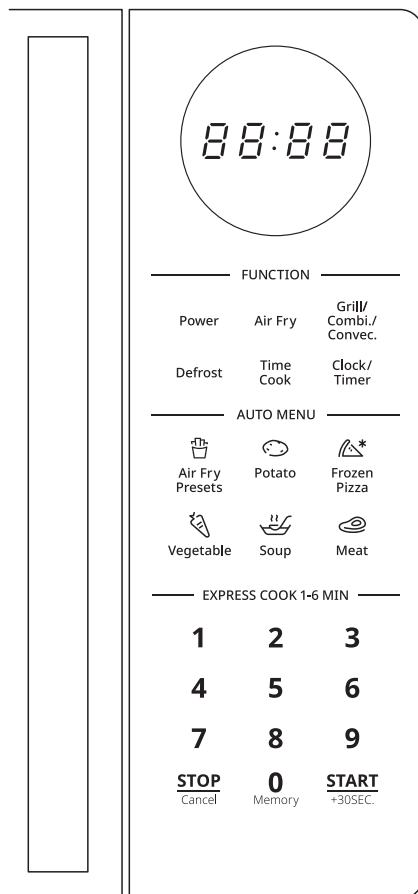 88:88
FUNCTION
Power Air Fry Grill/
Combi./
Convec.
Defrost Time
Cook Clock/
Timer
AUTO MENU
Air Fry
Presets Potato Frozen
Pizza
Vegetable Soup Meat
EXPRESS COOK 1-6 MIN
1 2 3
4 5 6
7 8 9
STOP 0 START
Cancel Memory +30SEC.